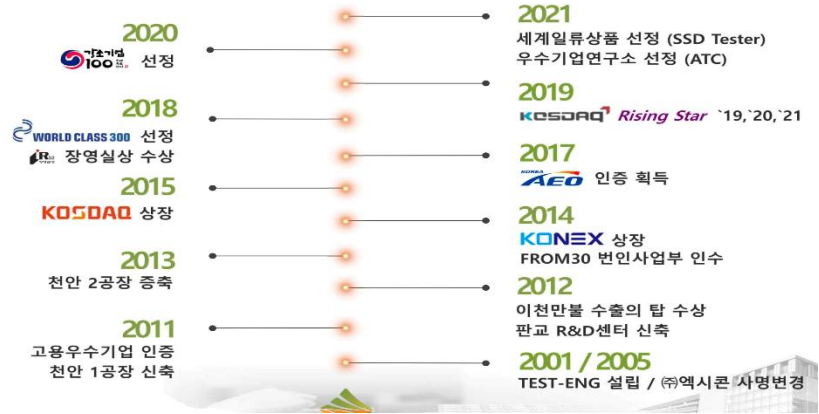 2021
세계일류상품 선정 (SSD Tester)
우수기업연구소 선정 (ATC)
2020
강소기업 100 선정
2019
KOSDAQ Rising Star `19,`20,`21
2018
WORLD CLASS 300 선정
IR 장영실상 수상
2017
KOREA
AEO 인증 획득
2015
KOSDAQ 상장
2014
KONEX 상장
FROM30 번인사업부 인수
2013
천안 2공장 증축
2012
이천만불 수출의 탑 수상
판교 R&D센터 신축
2011
고용우수기업 인증
천안 1공장 신축
2001 / 2005
TEST-ENG 설립 / ㈜엑시콘 사명변경